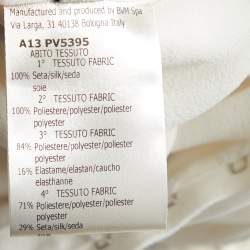 Manufactured and produced by BVM Spa
Via Larga, 31 40138 Bologna Italy
A13 PV5395
ABITO TESSUTO
1° TESSUTO FABRIC
100% Seta/silk/seda
soie
2° TESSUTO FABRIC
100% Poliestere/polyester/poliester
polyester
3° TESSUTO FABRIC
84% Poliestere/polyester/poliester
polyester
16% Elastame/elastan/caucho
elasthanne
4° TESSUTO FABRIC
71% Poliestere/polyester/poliester
polyester
29% Seta/silk/seda